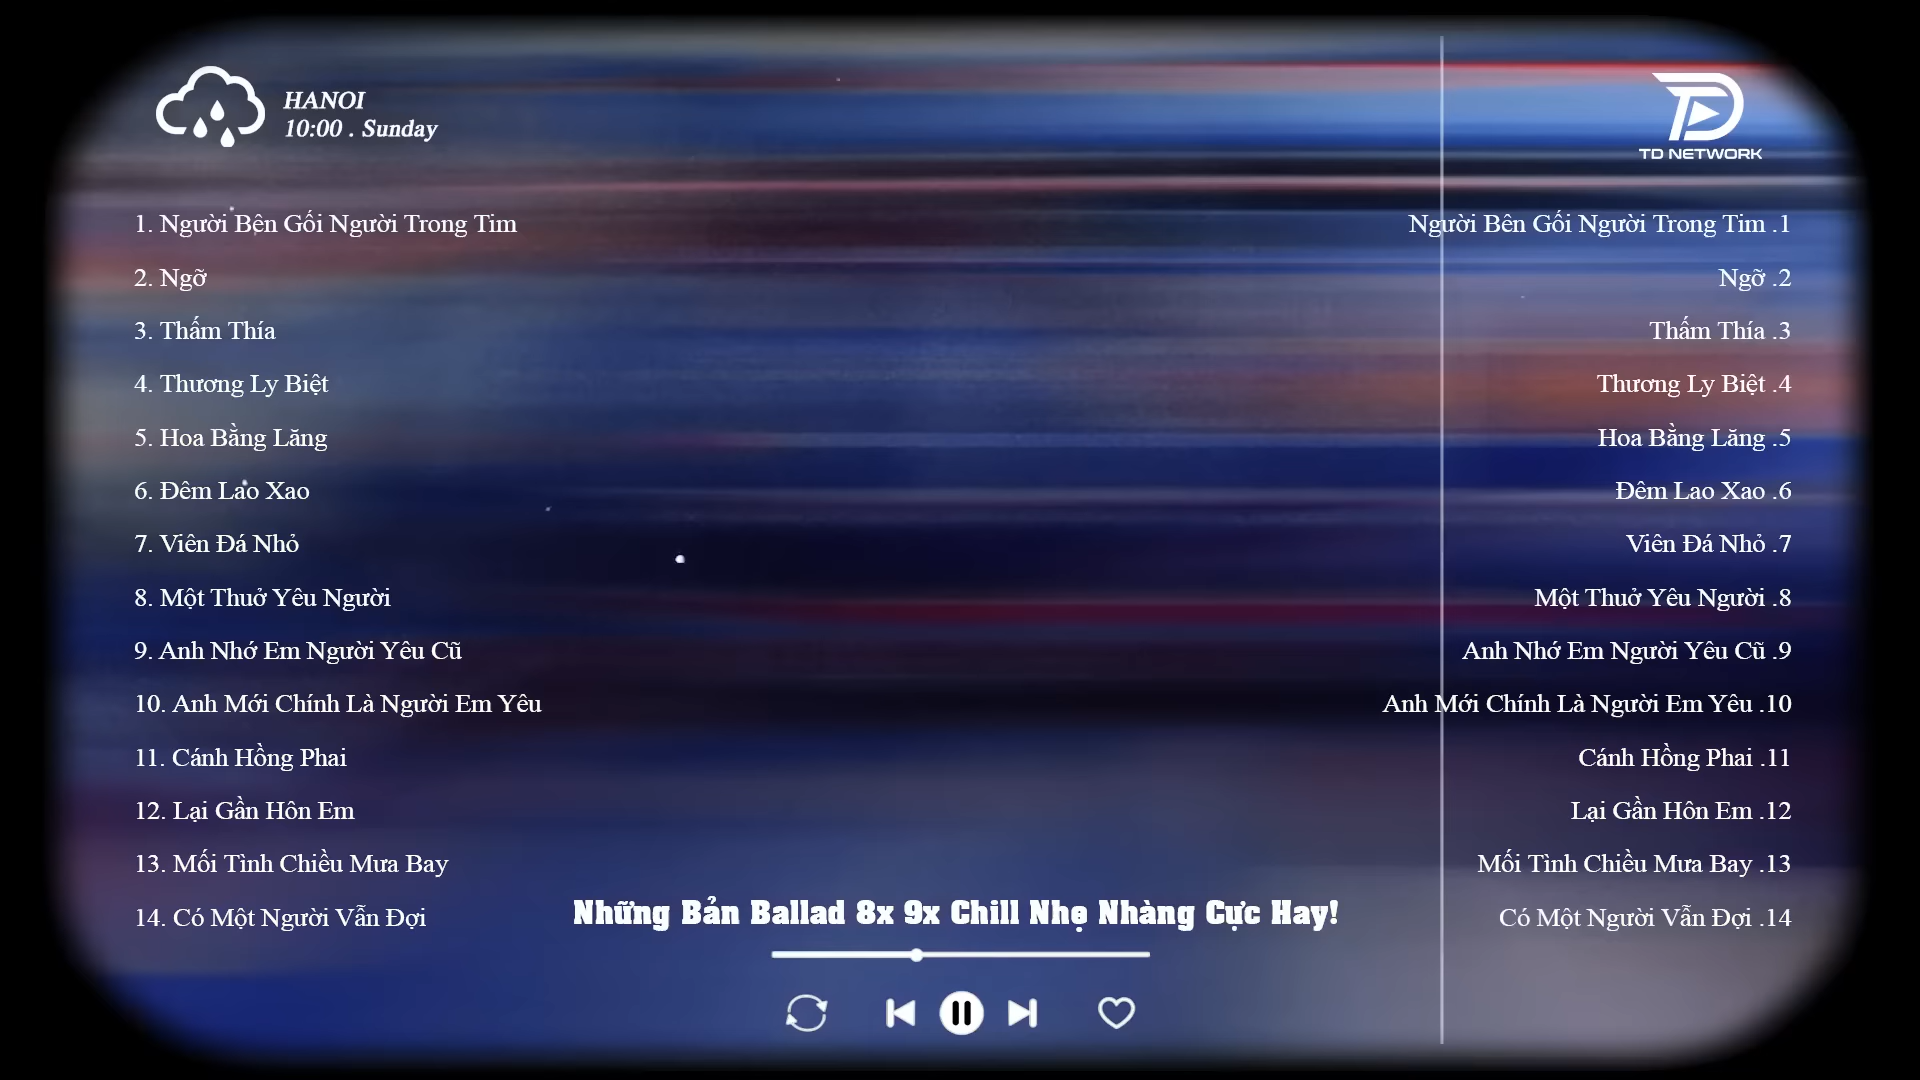 HANOI
10:00 . Sunday
TD NETWORK
1. Người Bên Gối Người Trong Tim
2. Ngỡ
3. Thấm Thía
4. Thương Ly Biệt
5. Hoa Bằng Lăng
6. Đêm Lao Xao
7. Viên Đá Nhỏ
8. Một Thuở Yêu Người
9. Anh Nhớ Em Người Yêu Cũ
10. Anh Mới Chính Là Người Em Yêu
11. Cánh Hồng Phai
12. Lại Gần Hôn Em
13. Mối Tình Chiều Mưa Bay
14. Có Một Người Vẫn Đợi
Người Bên Gối Người Trong Tim .1
Ngỡ .2
Thấm Thía .3
Thương Ly Biệt .4
Hoa Bằng Lăng .5
Đêm Lao Xao .6
Viên Đá Nhỏ .7
Một Thuở Yêu Người .8
Anh Nhớ Em Người Yêu Cũ .9
Anh Mới Chính Là Người Em Yêu .10
Cánh Hồng Phai .11
Lại Gần Hôn Em .12
Mối Tình Chiều Mưa Bay .13
Có Một Người Vẫn Đợi .14
Những Bản Ballad 8x 9x Chill Nhẹ Nhàng Cực Hay!